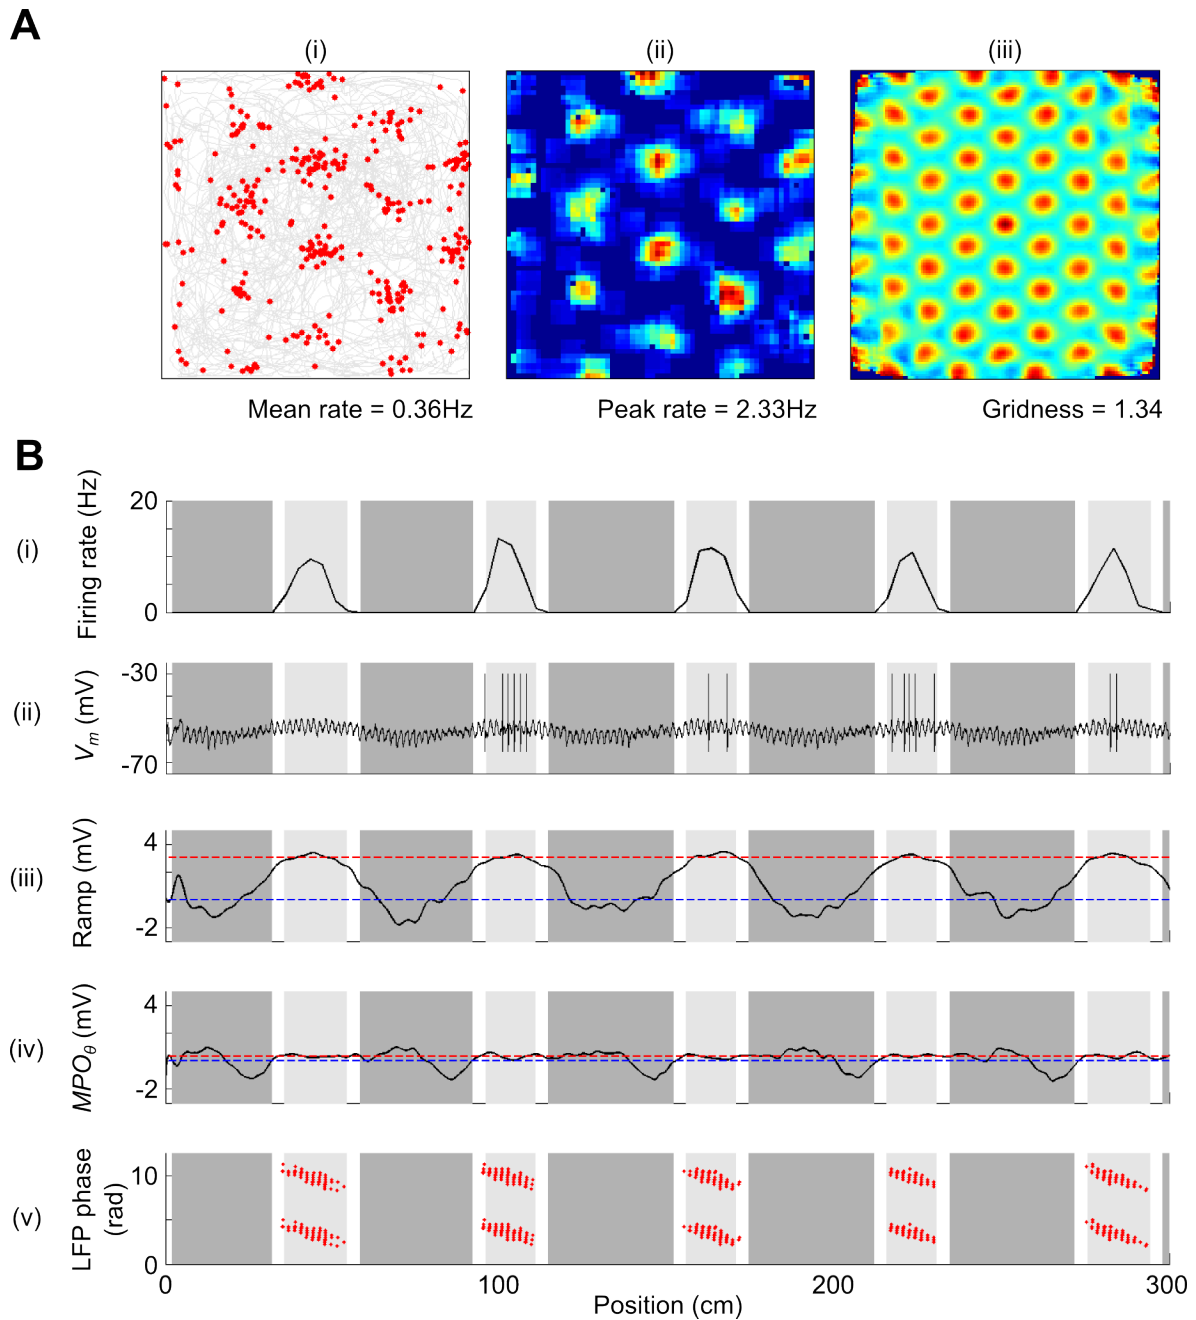 A
(i)
(ii)
(iii)
Mean rate = 0.36Hz
Peak rate = 2.33Hz
Gridness = 1.34
B
(i)
Firing rate (Hz)
20
0
(ii)
Vm (mV)
-30
-70
(iii)
Ramp (mV)
4
-2
(iv)
MPOθ (mV)
4
-2
(v)
LFP phase
(rad)
10
0
0
100
200
300
Position (cm)